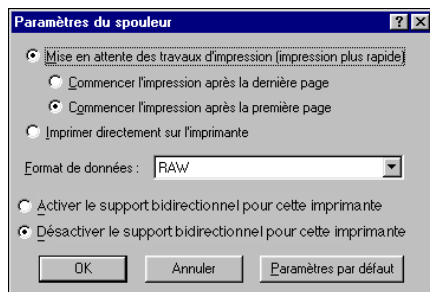 Paramètres du spouleur
Mise en attente des travaux d'impression (impression plus rapide)
Commencer l'impression après la dernière page
Commencer l'impression après la première page
Imprimer directement sur l'imprimante
Format de données : RAW
Activer le support bidirectionnel pour cette imprimante
Désactiver le support bidirectionnel pour cette imprimante
OK Annuler Paramètres par défaut